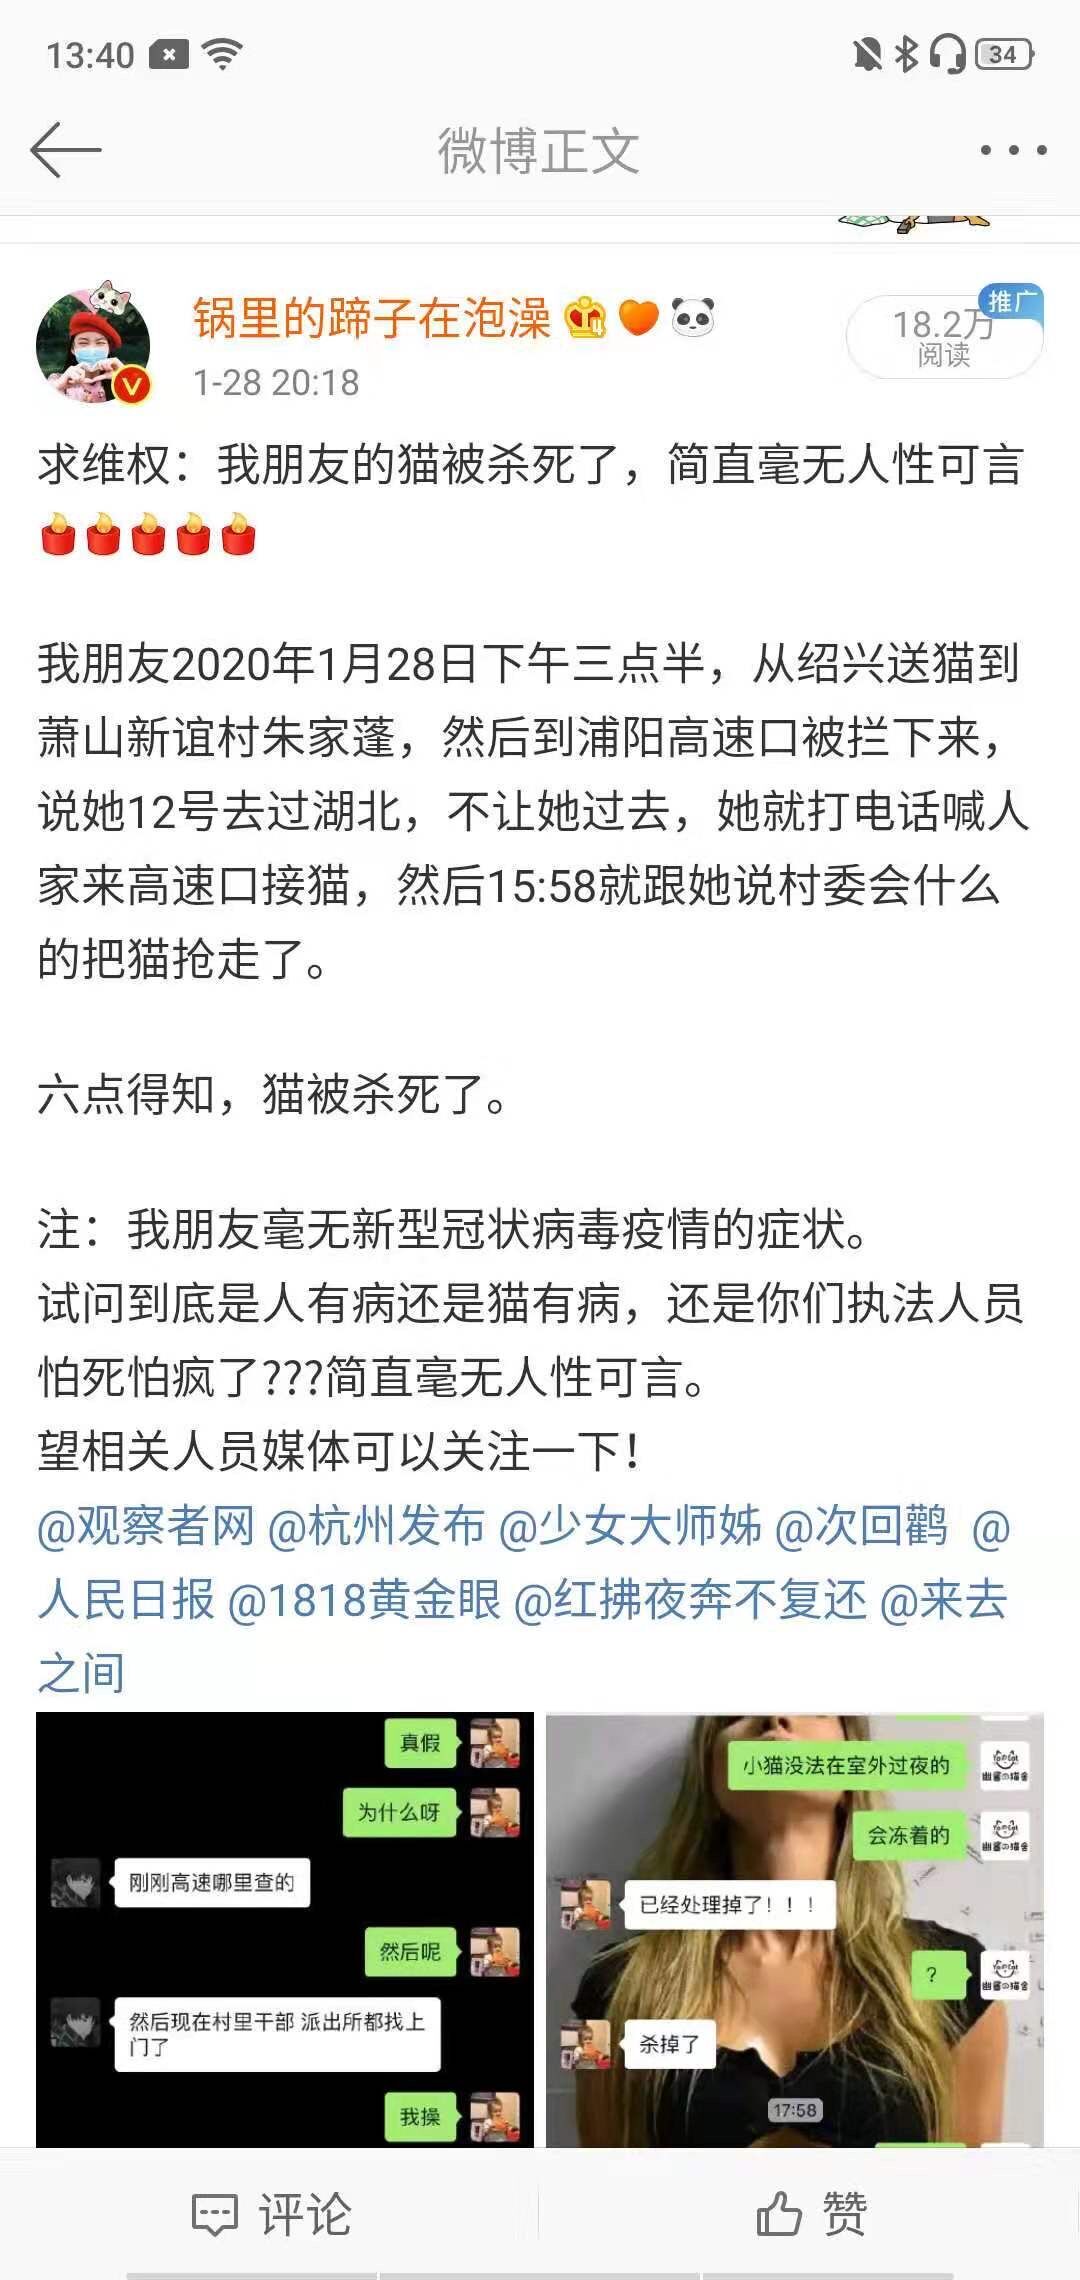 13:40
34
微博正文
锅里的蹄子在泡澡
推广
18.2万
阅读
1-28 20:18
求维权：我朋友的猫被杀死了，简直毫无人性可言
我朋友2020年1月28日下午三点半，从绍兴送猫到
萧山新谊村朱家蓬，然后到浦阳高速口被拦下来，
说她12号去过湖北，不让她过去，她就打电话喊人
家来高速口接猫，然后15:58就跟她说村委会什么
的把猫抢走了。
六点得知，猫被杀死了。
注：我朋友毫无新型冠状病毒疫情的症状。
试问到底是人有病还是猫有病，还是你们执法人员
怕死怕疯了???简直毫无人性可言。
望相关人员媒体可以关注一下！
@观察者网 @杭州发布 @少女大师姊 @次回鹳 @
人民日报 @1818黄金眼 @红拂夜奔不复还 @来去
之间
真假
为什么呀
刚刚高速哪里查的
然后呢
然后现在村里干部 派出所都找上
门了
我操
小猫没法在室外过夜的
会冻着的
已经处理掉了！！！
?
杀掉了
17:58
评论
赞